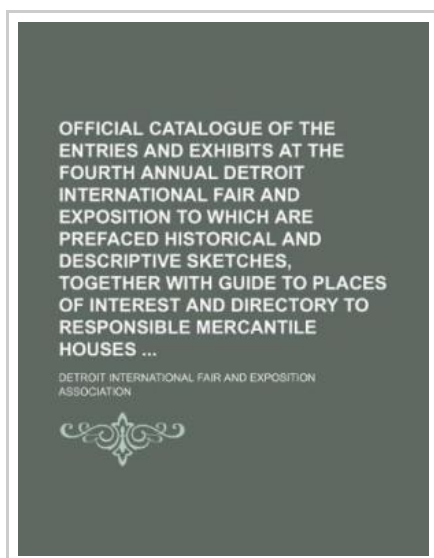 OFFICIAL CATALOGUE OF THE
ENTRIES AND EXHIBITS AT THE
FOURTH ANNUAL DETROIT
INTERNATIONAL FAIR AND
EXPOSITION TO WHICH ARE
PREFACED HISTORICAL AND
DESCRIPTIVE SKETCHES,
TOGETHER WITH GUIDE TO PLACES
OF INTEREST AND DIRECTORY TO
RESPONSIBLE MERCANTILE
HOUSES ...
DETROIT INTERNATIONAL FAIR AND EXPOSITION
ASSOCIATION